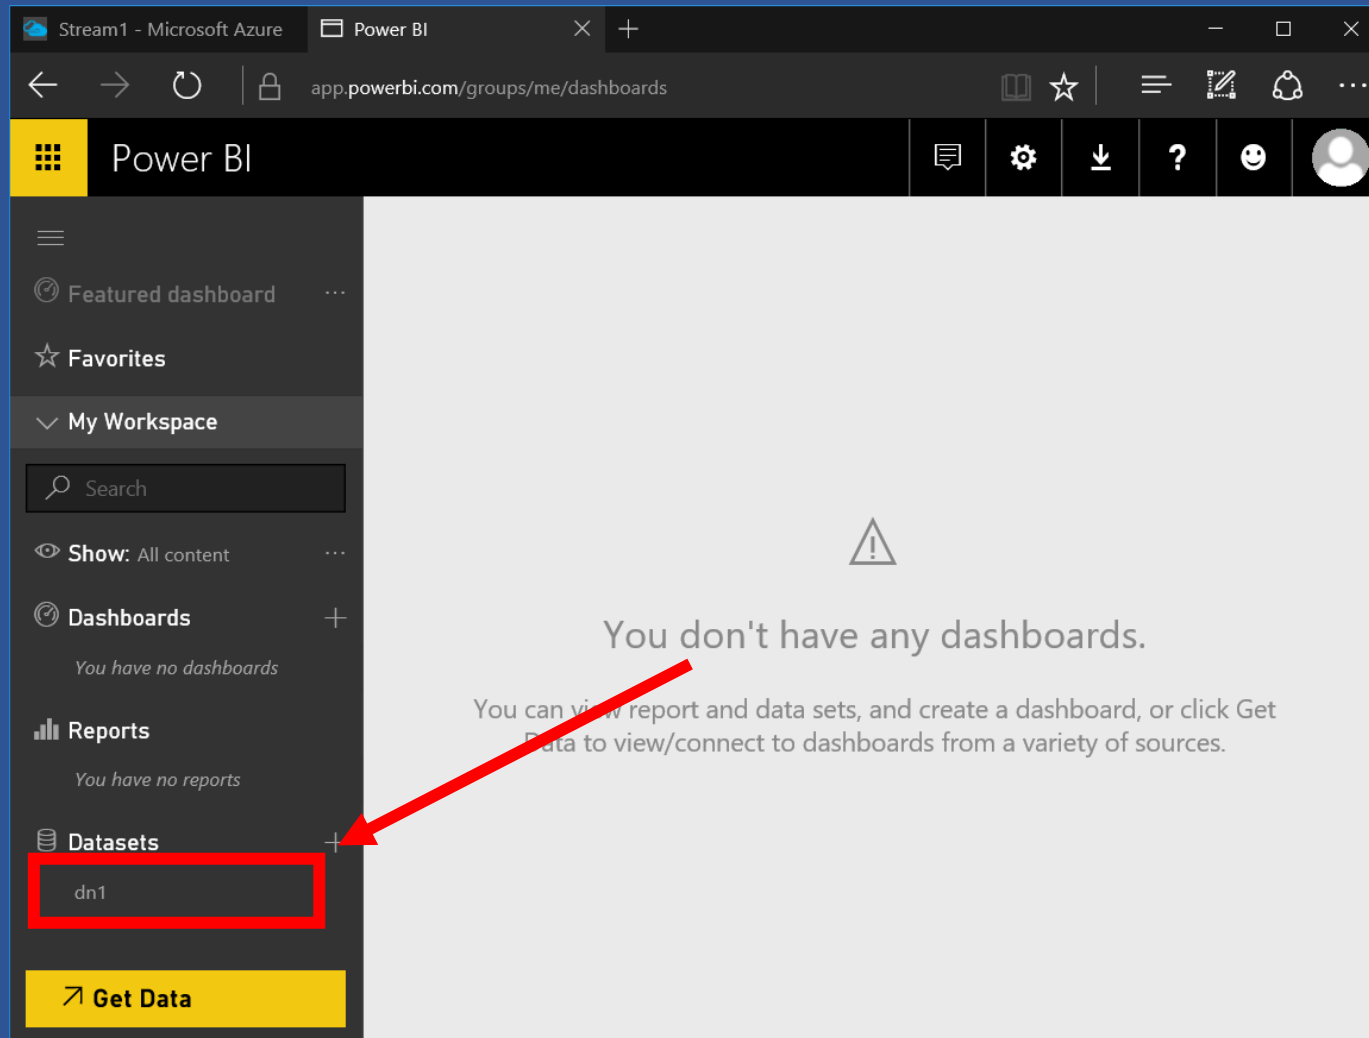 Stream1 - Microsoft Azure
Power BI
app.powerbi.com/groups/me/dashboards
Power BI
Featured dashboard
Favorites
My Workspace
Search
Show: All content
Dashboards
You have no dashboards
Reports
You have no reports
Datasets
dn1
Get Data
You don't have any dashboards.
You can view report and data sets, and create a dashboard, or click Get
Data to view/connect to dashboards from a variety of sources.